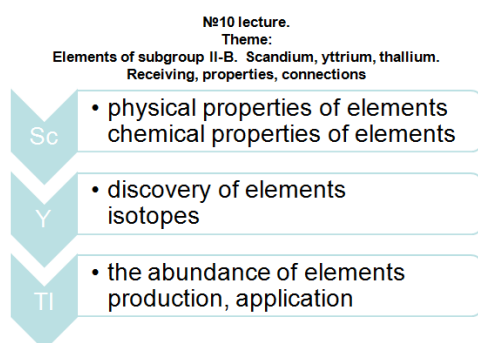 №10 lecture.
Theme:
Elements of subgroup II-B. Scandium, yttrium, thallium.
Receiving, properties, connections
Sc
• physical properties of elements
chemical properties of elements
Y
• discovery of elements
isotopes
Tl
• the abundance of elements
production, application